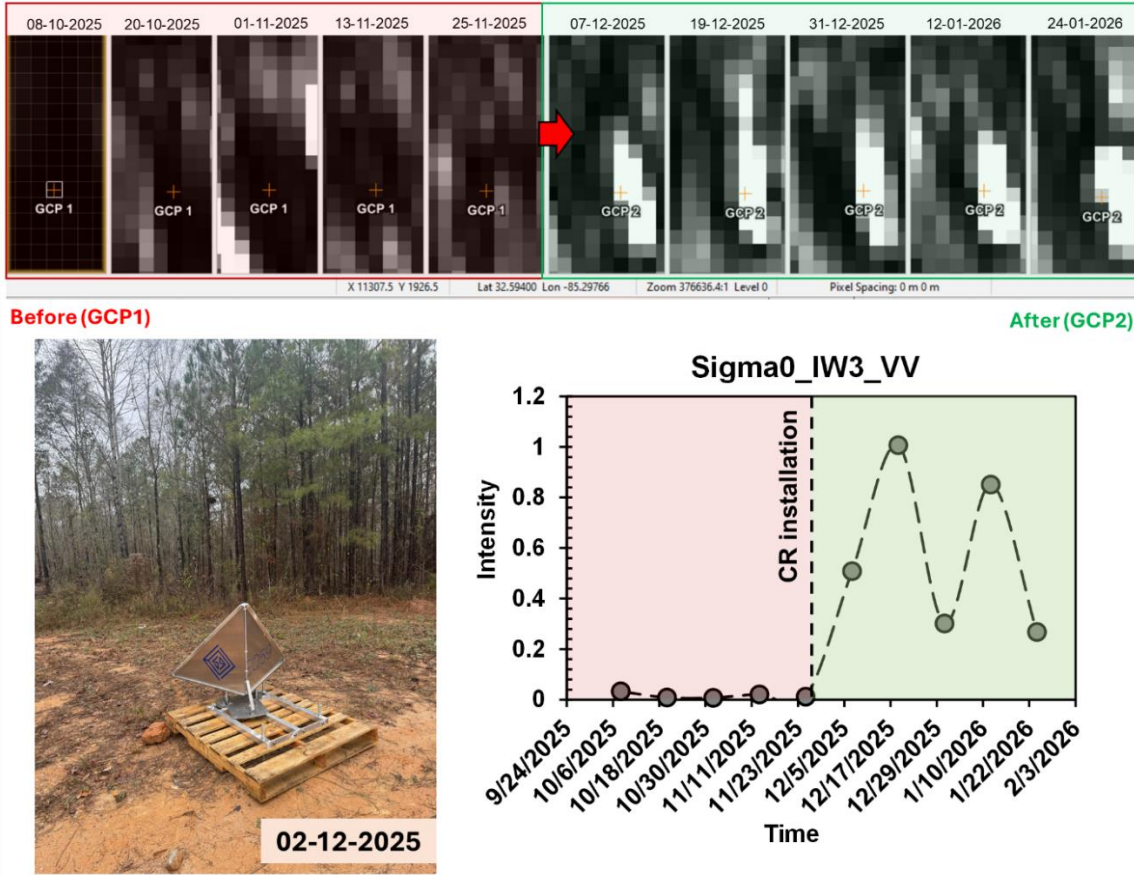 08-10-2025 20-10-2025 01-11-2025 13-11-2025 25-11-2025 07-12-2025 19-12-2025 31-12-2025 12-01-2026 24-01-2026
GCP 1 GCP 1 GCP 1 GCP 1 GCP 1 GCP 2 GCP 2 GCP 2 GCP 2 GCP 2
X 11307.5 Y 1926.5 Lat 32.59400 Lon -85.29766 Zoom 376636.4:1 Level 0 Pixel Spacing: 0 m 0 m
Before (GCP1)
After (GCP2)
02-12-2025
Sigma0_IW3_VV
Intensity
1.2
1
0.8
0.6
0.4
0.2
0
CR installation
9/24/2025
10/6/2025
10/18/2025
10/30/2025
11/11/2025
11/23/2025
12/5/2025
12/17/2025
12/29/2025
1/10/2026
1/22/2026
2/3/2026
Time